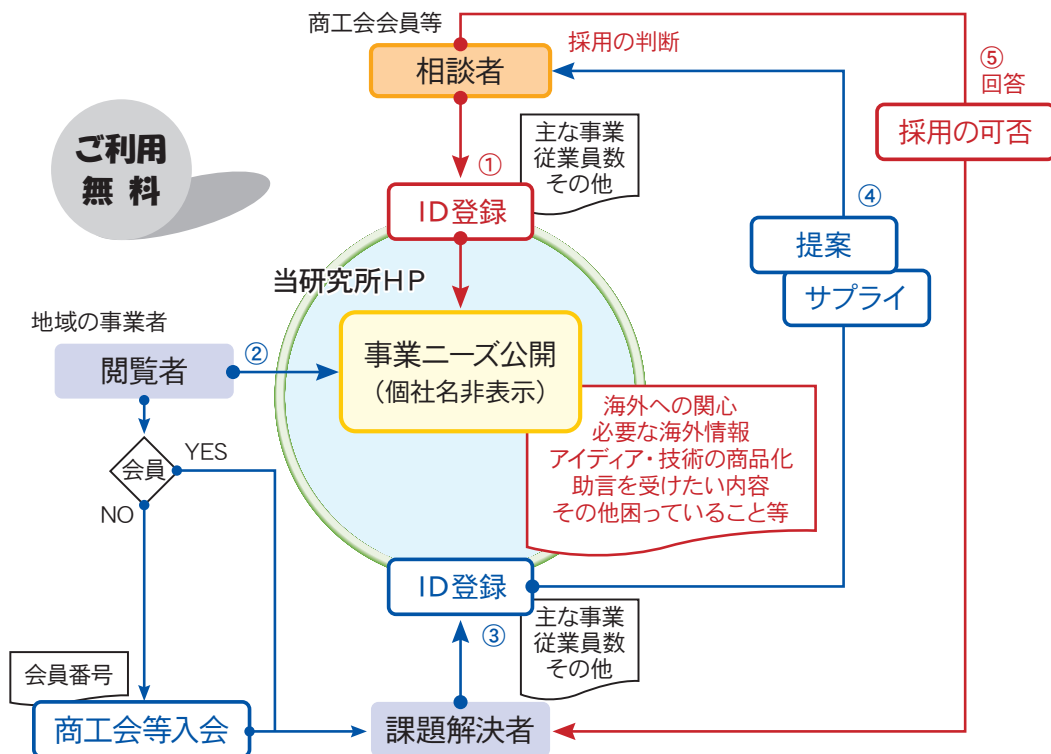 商工会会員等
相談者
採用の判断
⑤
回答
採用の可否
ご利用
無料
①
主な事業
従業員数
その他
ID登録
④
提案
サプライ
当研究所HP
地域の事業者
閲覧者
②
事業ニーズ公開
（個社名非表示）
海外への関心
必要な海外情報
アイディア・技術の商品化
助言を受けたい内容
その他困っていること等
会員
YES
NO
ID登録
③
主な事業
従業員数
その他
会員番号
商工会等入会
課題解決者